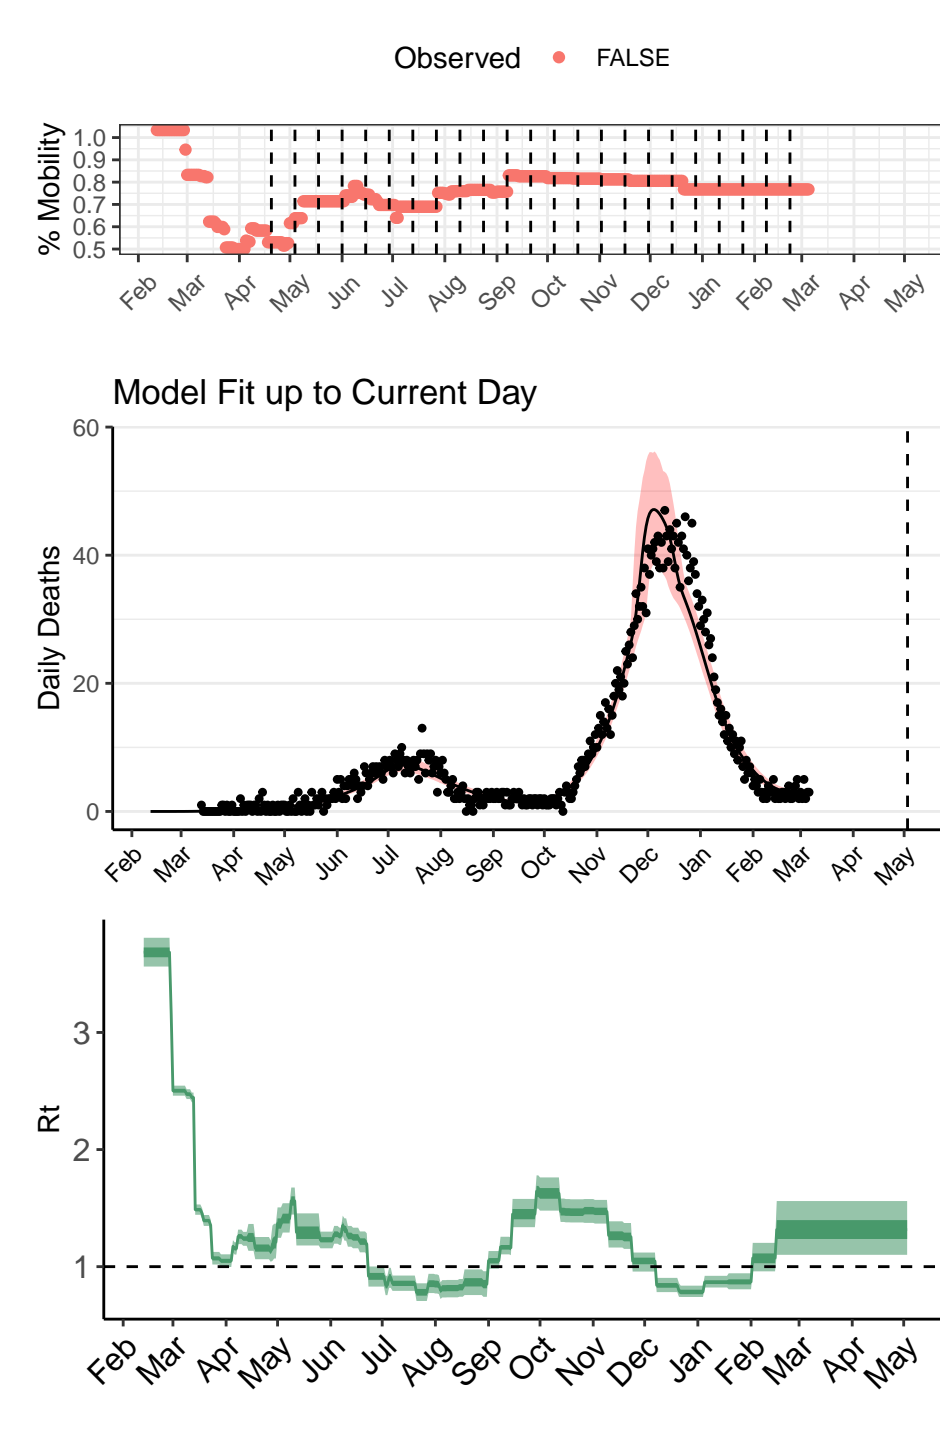 Observed FALSE
% Mobility
1.0
0.9
0.8
0.7
0.6
0.5
Feb Mar Apr May Jun Jul Aug Sep Oct Nov Dec Jan Feb Mar Apr May
Model Fit up to Current Day
Daily Deaths
60
40
20
0
Feb Mar Apr May Jun Jul Aug Sep Oct Nov Dec Jan Feb Mar Apr May
Rt
3
2
1
Feb Mar Apr May Jun Jul Aug Sep Oct Nov Dec Jan Feb Mar Apr May